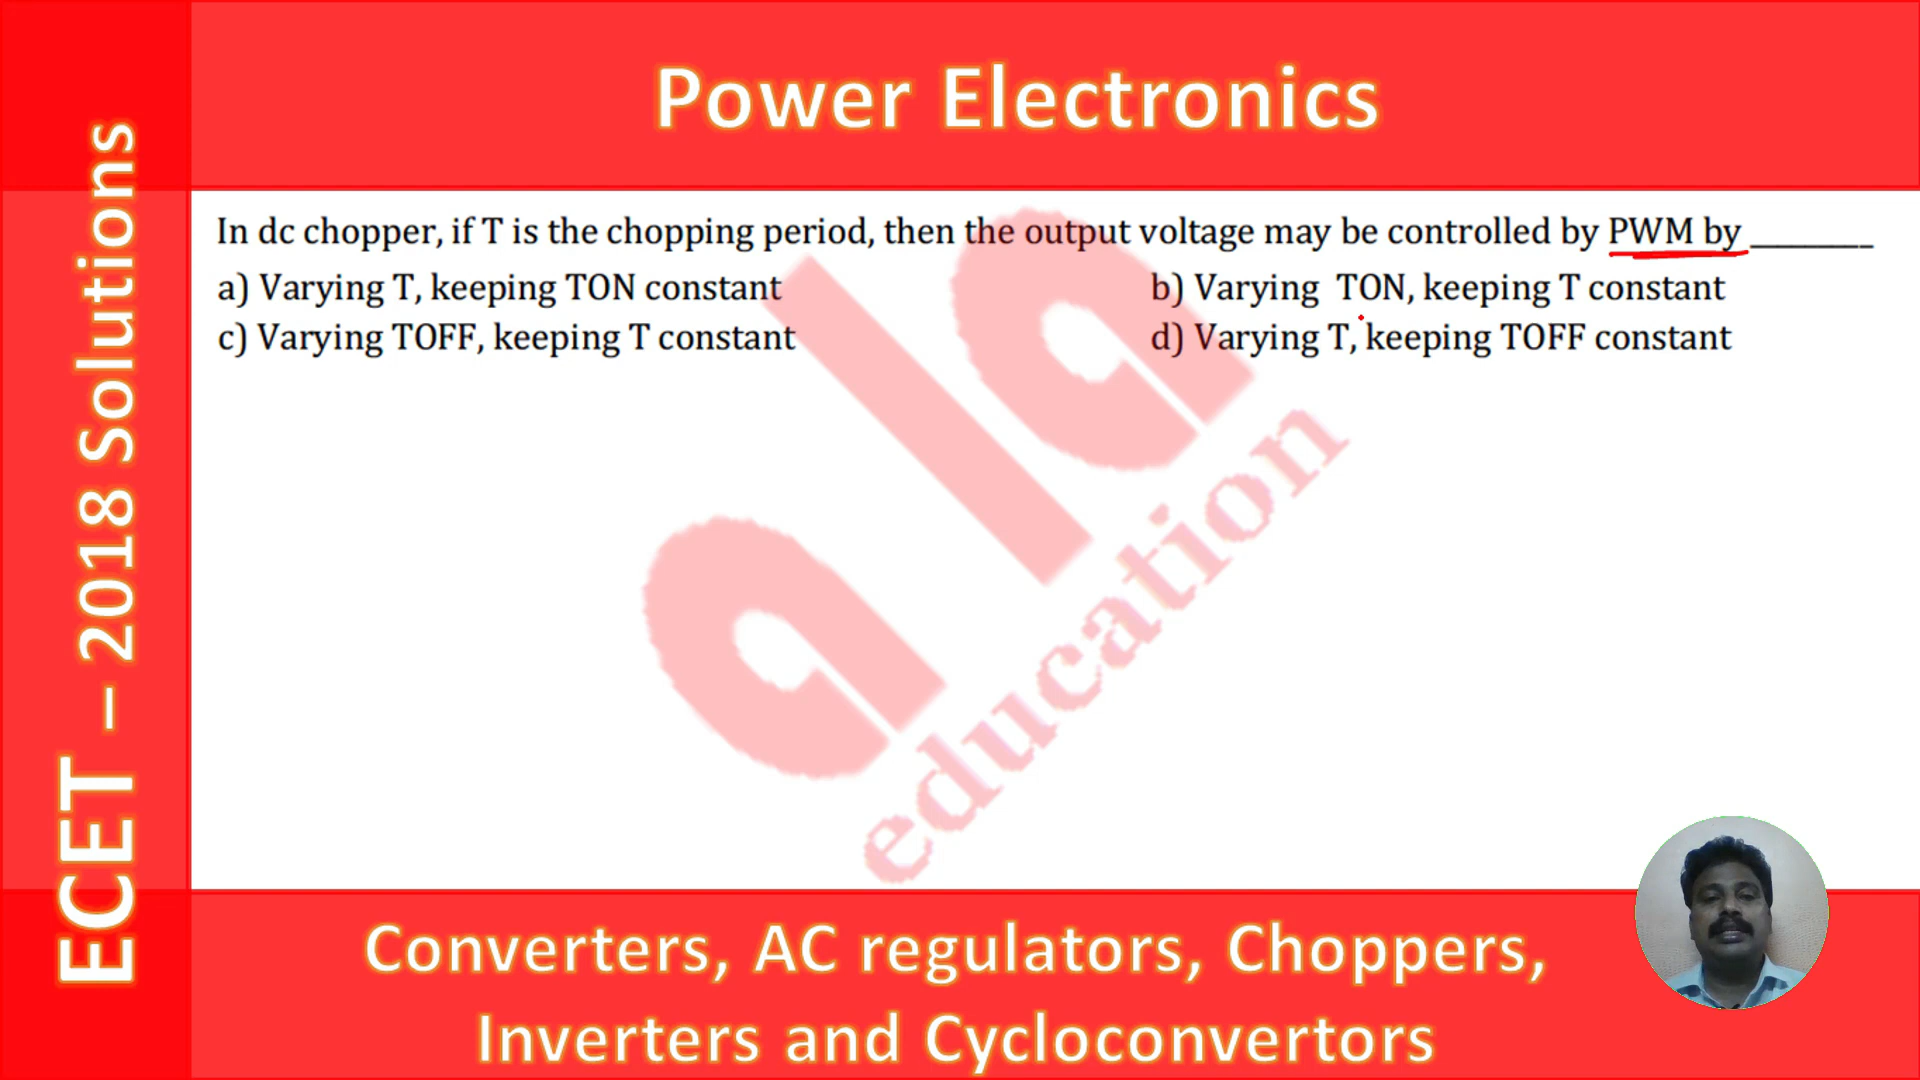 Power Electronics
ECET – 2018 Solutions
In dc chopper, if T is the chopping period, then the output voltage may be controlled by PWM by ________
a) Varying T, keeping TON constant
b) Varying TON, keeping T constant
c) Varying TOFF, keeping T constant
d) Varying T, keeping TOFF constant
education
Converters, AC regulators, Choppers,
Inverters and Cycloconvertors